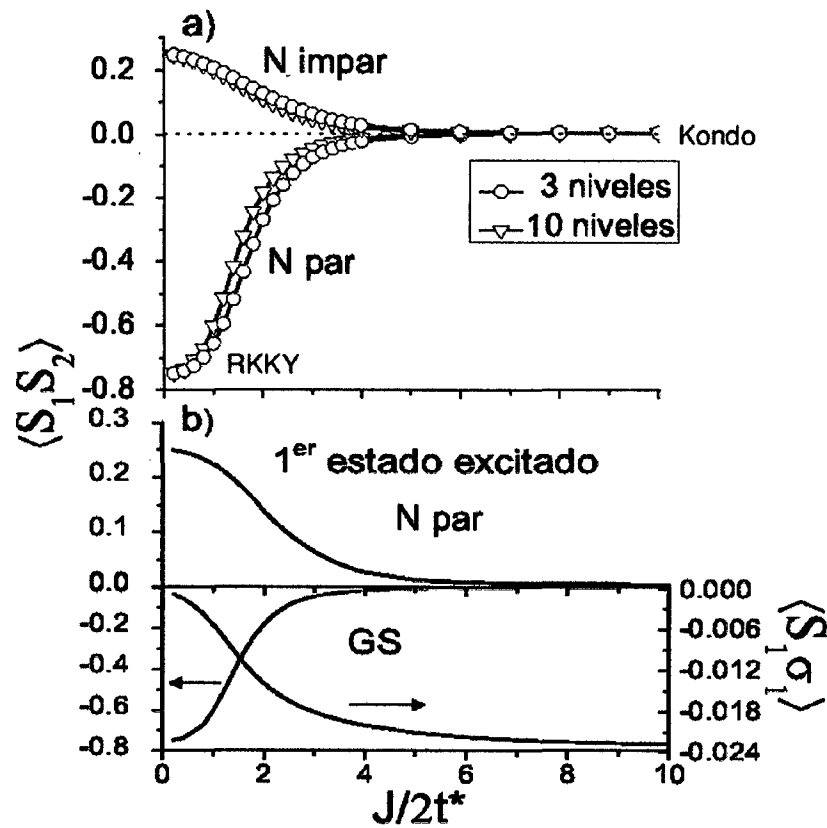 a)
N impar
0.2
0.0
Kondo
3 niveles
10 niveles
-0.2
-0.4
N par
-0.6
RKKY
-0.8
⟨S₁S₂⟩
b)
0.3
1er estado excitado
N par
0.2
0.1
0.0
0.000
-0.2
-0.006
GS
-0.4
-0.012
-0.6
-0.018
-0.8
-0.024
⟨S₁σ₁⟩
0 2 4 6 8 10
J/2t*